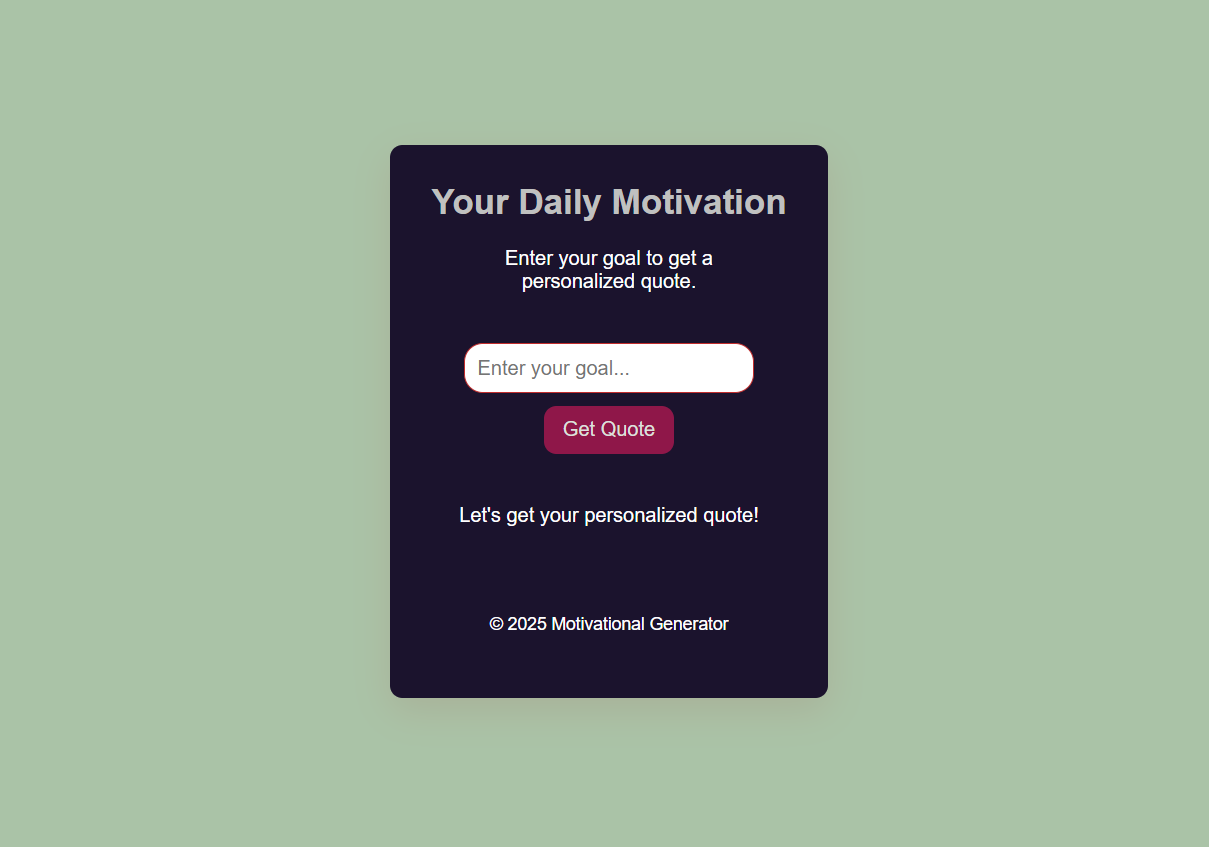 Your Daily Motivation
Enter your goal to get a
personalized quote.
Enter your goal...
Get Quote
Let's get your personalized quote!
© 2025 Motivational Generator